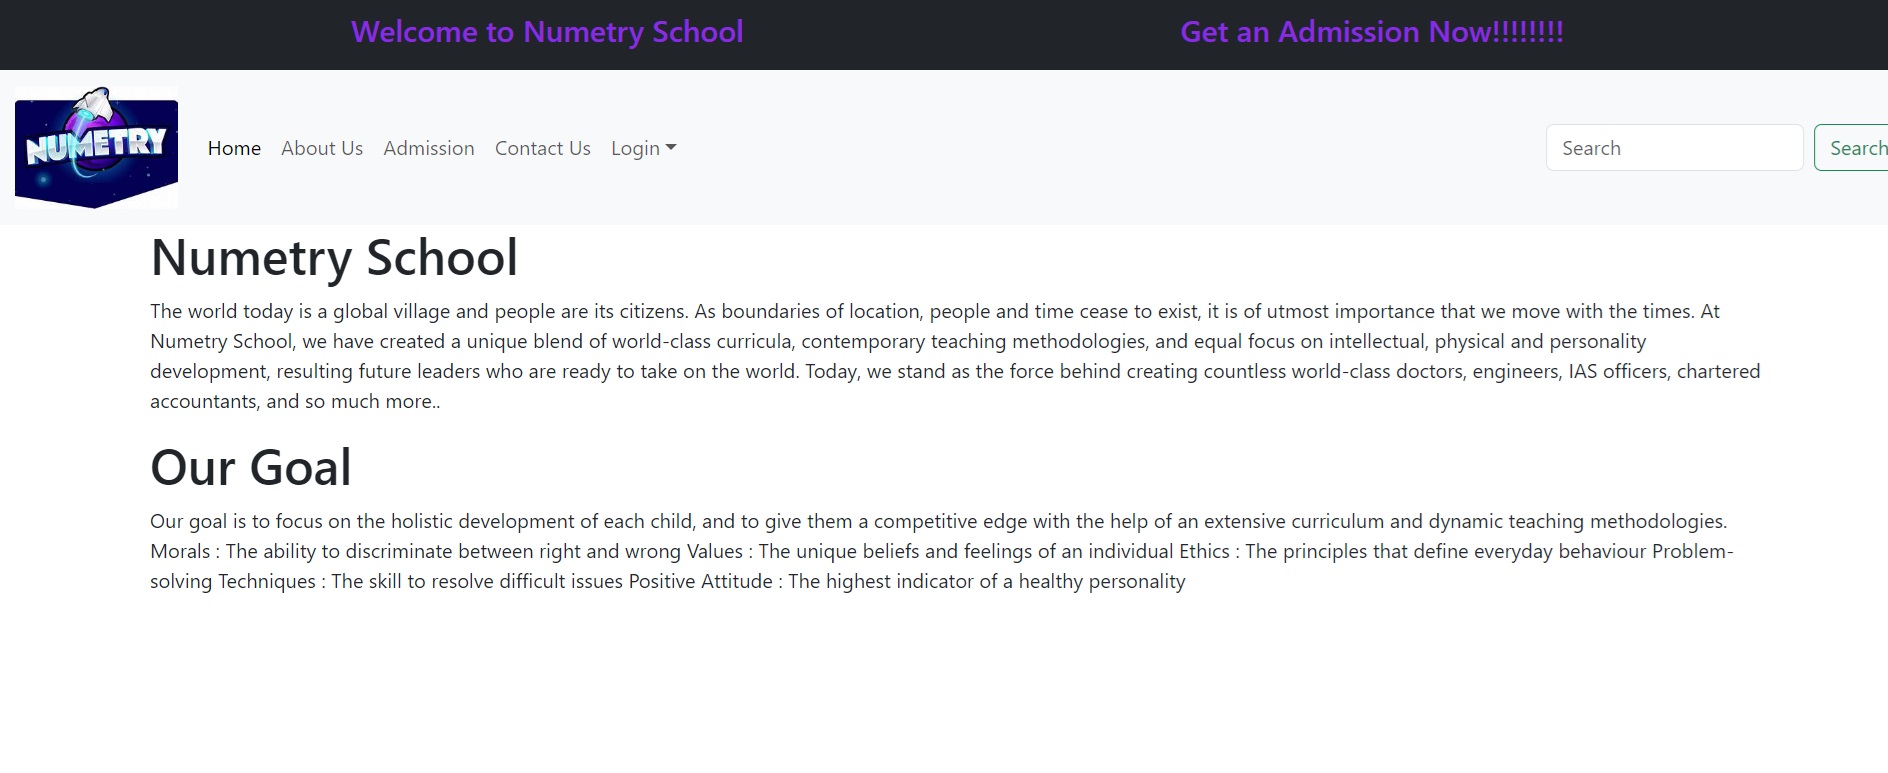 Welcome to Numetry School
Get an Admission Now!!!!!!!!
NUMETRY
Home About Us Admission Contact Us Login
Search
Search
Numetry School
The world today is a global village and people are its citizens. As boundaries of location, people and time cease to exist, it is of utmost importance that we move with the times. At
Numetry School, we have created a unique blend of world-class curricula, contemporary teaching methodologies, and equal focus on intellectual, physical and personality
development, resulting future leaders who are ready to take on the world. Today, we stand as the force behind creating countless world-class doctors, engineers, IAS officers, chartered
accountants, and so much more..
Our Goal
Our goal is to focus on the holistic development of each child, and to give them a competitive edge with the help of an extensive curriculum and dynamic teaching methodologies.
Morals : The ability to discriminate between right and wrong Values : The unique beliefs and feelings of an individual Ethics : The principles that define everyday behaviour Problem-
solving Techniques : The skill to resolve difficult issues Positive Attitude : The highest indicator of a healthy personality